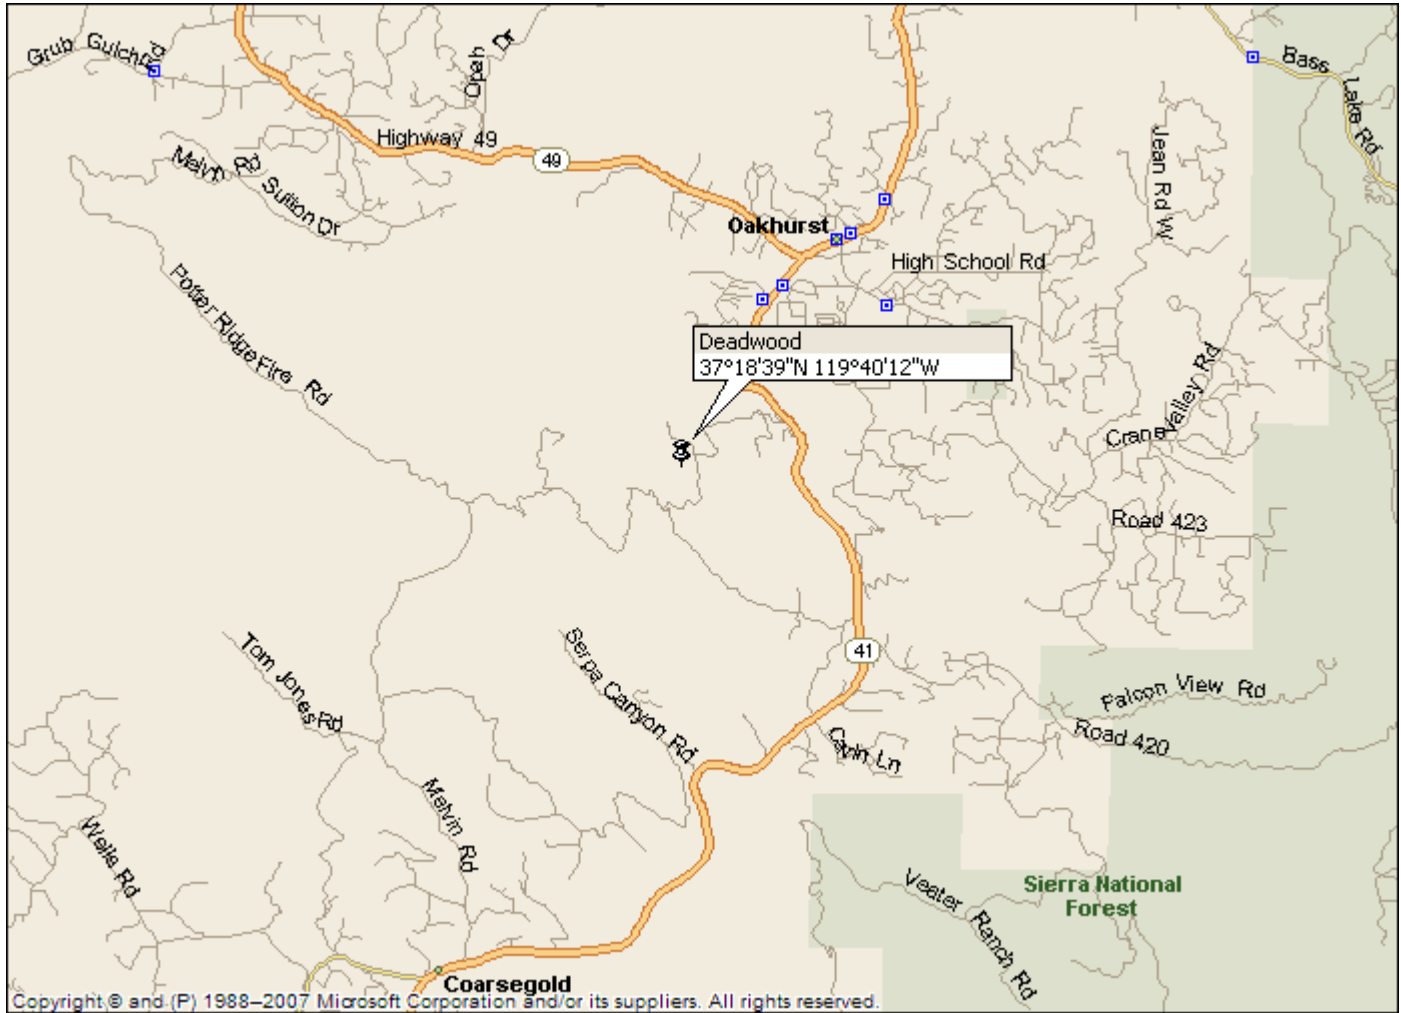 Grub Gulch Rd
Opah Dr
Bass Lake Rd
Highway 49
49
Jean Rd W
Rd
Sutton Dr
Oakhurst
High School Rd
Potter Ridge Fire Rd
Deadwood
37°18'39"N 119°40'12"W
Crane Valley Rd
Road 423
Tom Jones Rd
Serpa Canyon Rd
41
Falcon View Rd
Road 420
Ln
Melvin Rd
Wells Rd
Veater Ranch Rd
Sierra National
Forest
Coarsegold
Copyright © and (P) 1988–2007 Microsoft Corporation and/or its suppliers. All rights reserved.